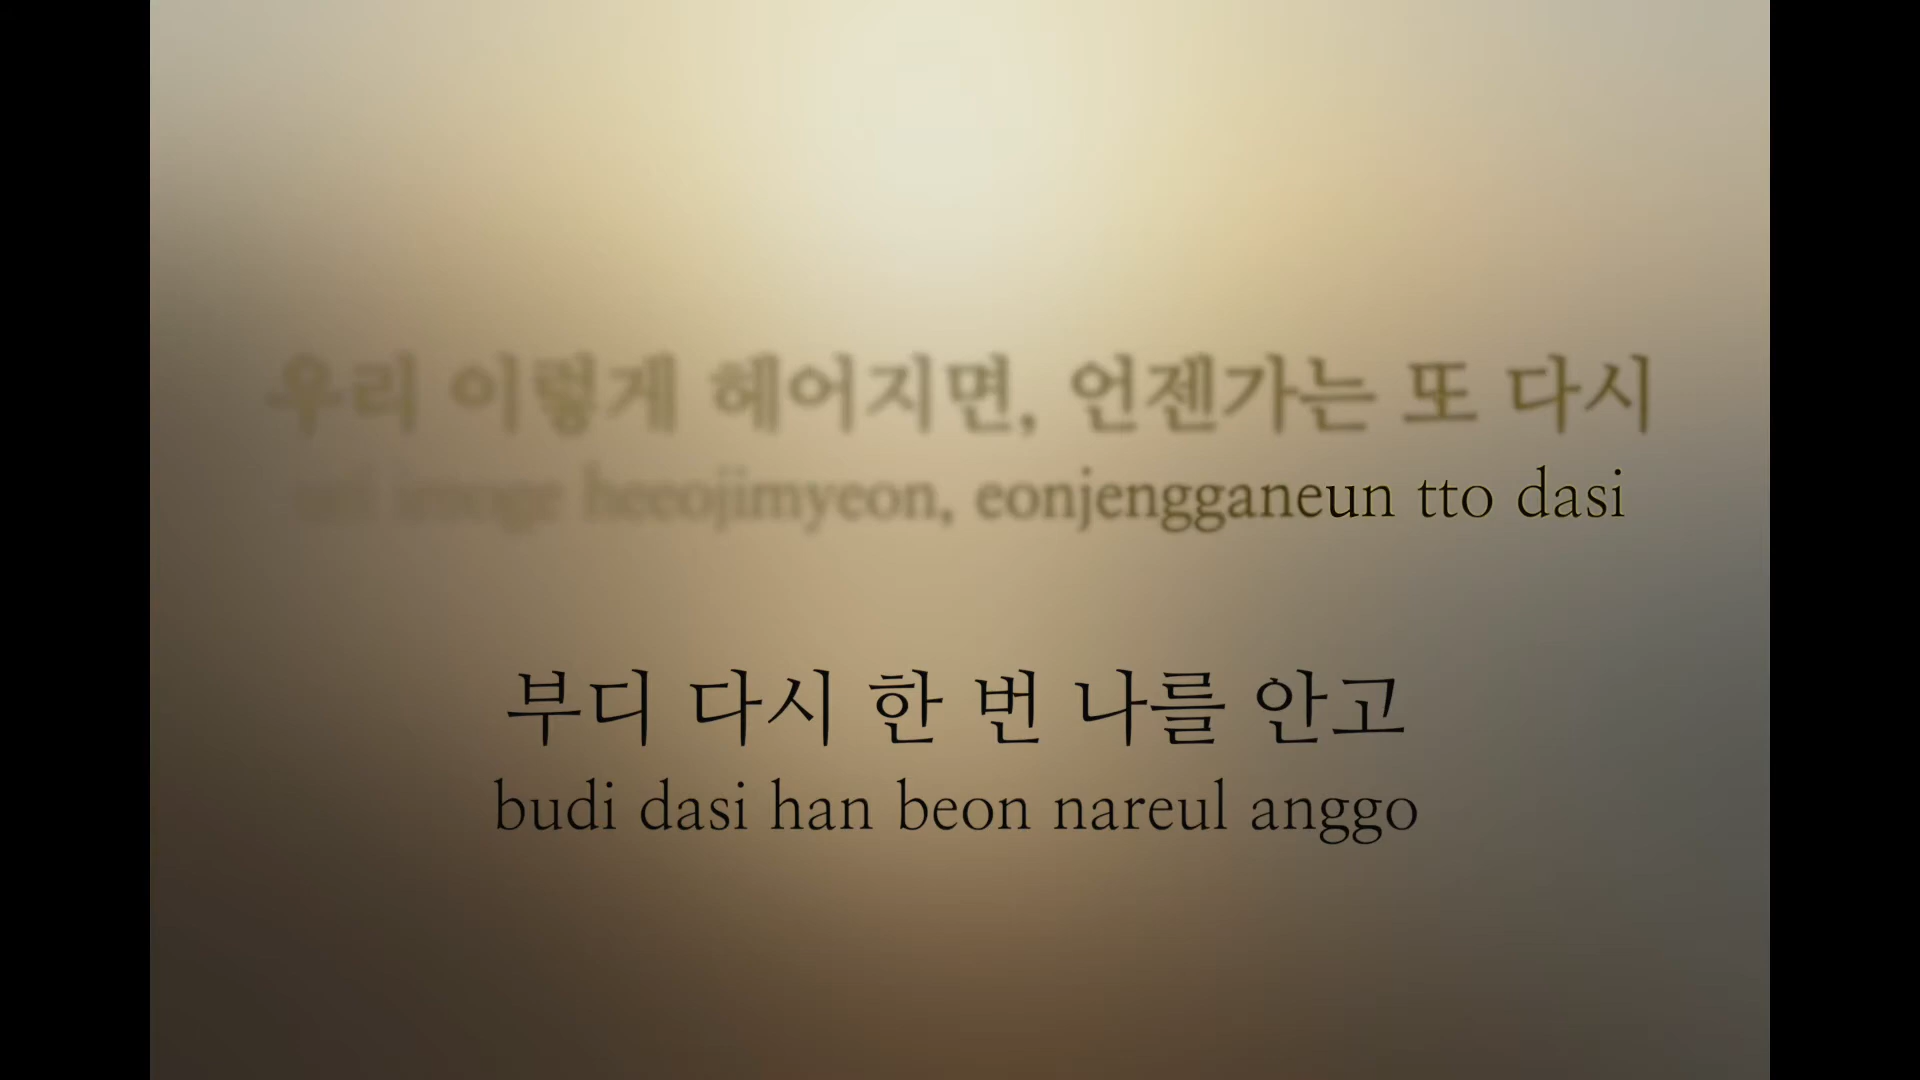 우리 이렇게 헤어지면, 언젠가는 또 다시
heeojimyeon, eonjengganeun tto dasi
부디 다시 한 번 나를 안고
budi dasi han beon nareul anggo